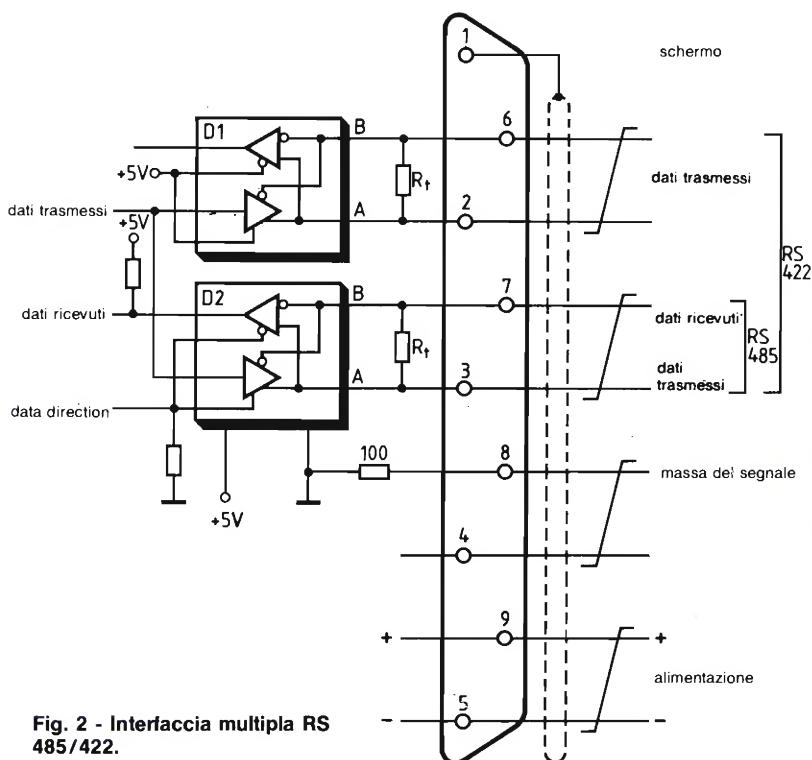 1
schermo
D1
B
6
+5V
Rt
dati trasmessi
dati trasmessi
+5V
A
2
RS
422
D2
B
7
dati ricevuti
dati ricevuti
RS
485
Rt
A
3
dati
trasmessi
data direction
100
8
massa del segnale
+5V
4
9
+
+
alimentazione
5
-
-
Fig. 2 - Interfaccia multipla RS
485/422.